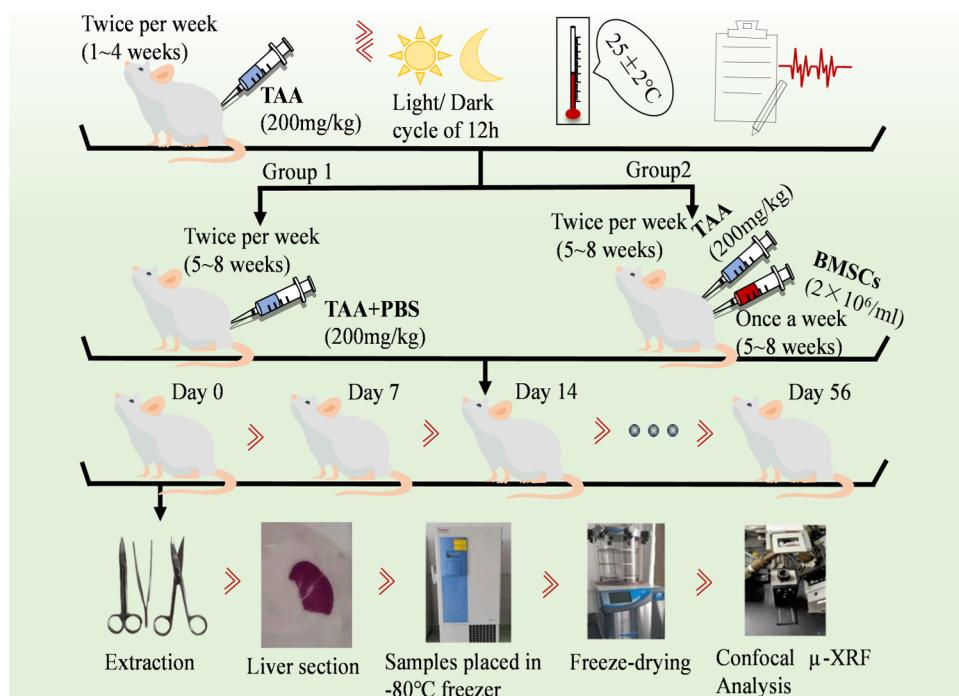 Twice per week
(1~4 weeks)
TAA
(200mg/kg)
Light/ Dark
cycle of 12h
25±2℃
Group 1
Group2
Twice per week
(5~8 weeks)
TAA+PBS
(200mg/kg)
Twice per week
(5~8 weeks)
TAA
(200mg/kg)
BMSCs
(2×10⁶/ml)
Once a week
(5~8 weeks)
Day 0
Day 7
Day 14
Day 56
Extraction
Liver section
Samples placed in
-80℃ freezer
Freeze-drying
Confocal μ-XRF
Analysis